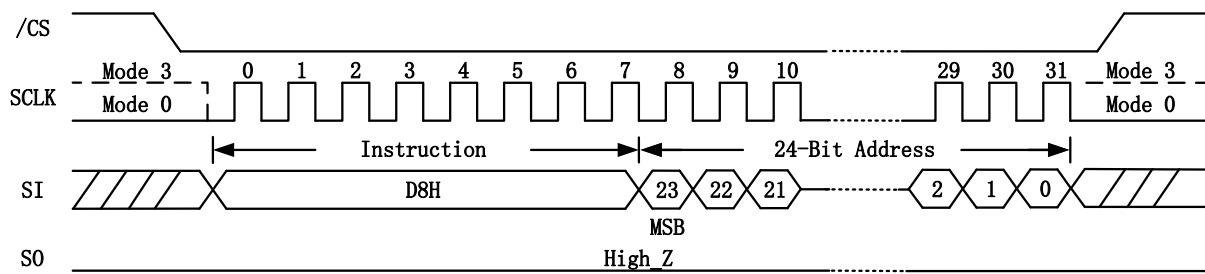 /CS
Mode 3 0 1 2 3 4 5 6 7 8 9 10 29 30 31 Mode 3
SCLK
Mode 0 Mode 0
Instruction 24-Bit Address
SI D8H 23 22 21 2 1 0
MSB
SO High_Z